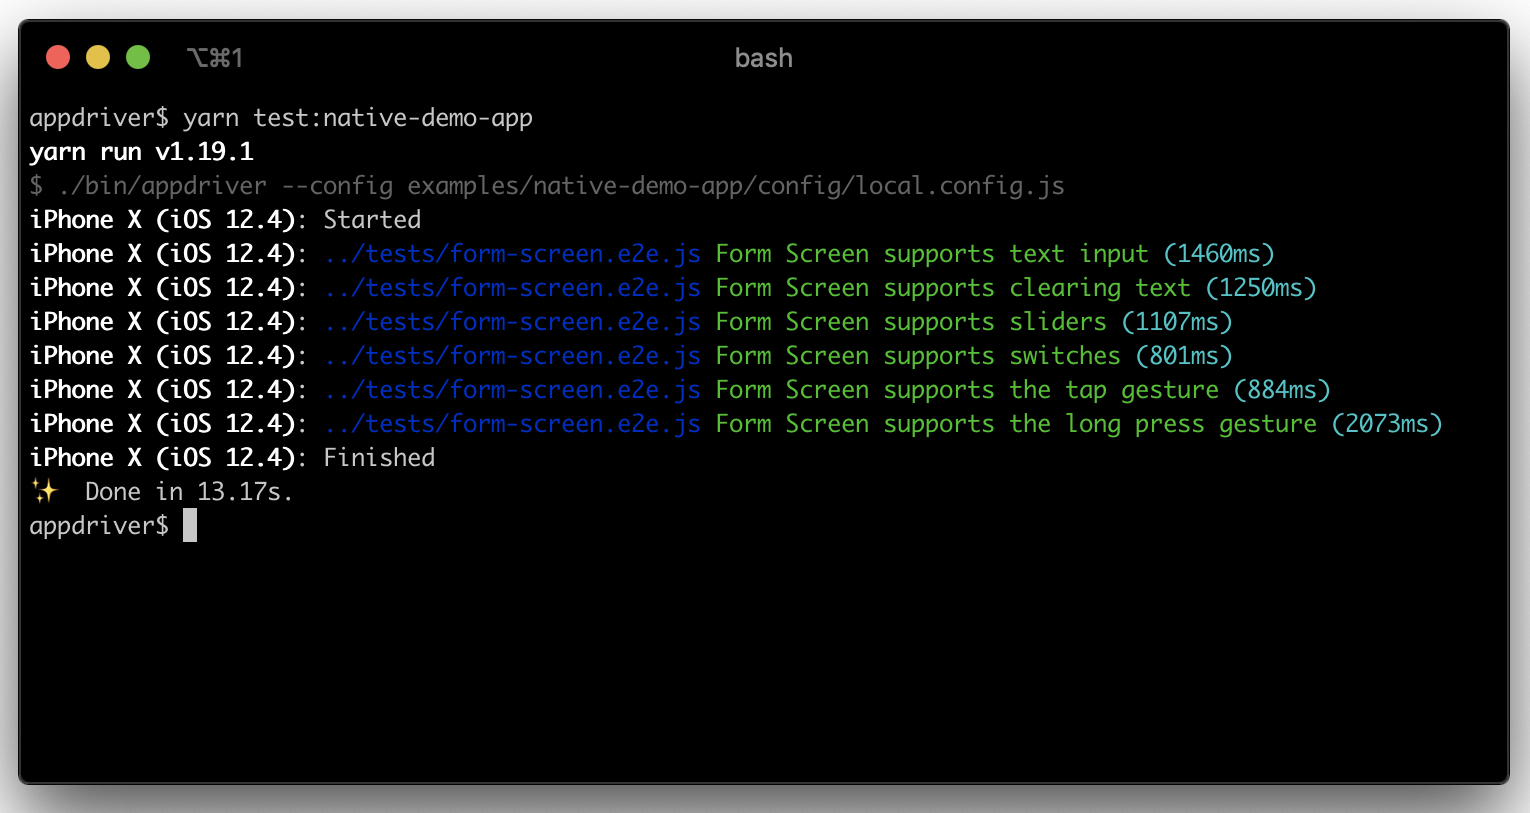 ⌥⌘1
bash
appdriver$ yarn test:native-demo-app
yarn run v1.19.1
$ ./bin/appdriver --config examples/native-demo-app/config/local.config.js
iPhone X (iOS 12.4): Started
iPhone X (iOS 12.4): ../tests/form-screen.e2e.js Form Screen supports text input (1460ms)
iPhone X (iOS 12.4): ../tests/form-screen.e2e.js Form Screen supports clearing text (1250ms)
iPhone X (iOS 12.4): ../tests/form-screen.e2e.js Form Screen supports sliders (1107ms)
iPhone X (iOS 12.4): ../tests/form-screen.e2e.js Form Screen supports switches (801ms)
iPhone X (iOS 12.4): ../tests/form-screen.e2e.js Form Screen supports the tap gesture (884ms)
iPhone X (iOS 12.4): ../tests/form-screen.e2e.js Form Screen supports the long press gesture (2073ms)
iPhone X (iOS 12.4): Finished
✨ Done in 13.17s.
appdriver$